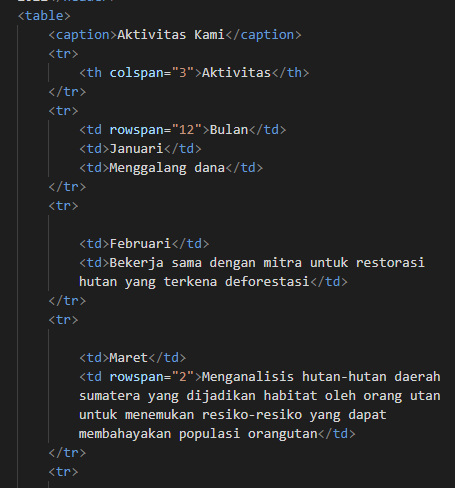 <table>
<caption>Aktivitas Kami</caption>
<tr>
<th colspan="3">Aktivitas</th>
</tr>
<tr>
<td rowspan="12">Bulan</td>
<td>Januari</td>
<td>Menggalang dana</td>
</tr>
<tr>
<td>Februari</td>
<td>Bekerja sama dengan mitra untuk restorasi
hutan yang terkena deforestasi</td>
</tr>
<tr>
<td>Maret</td>
<td rowspan="2">Menganalisis hutan-hutan daerah
sumatera yang dijadikan habitat oleh orang utan
untuk menemukan resiko-resiko yang dapat
membahayakan populasi orangutan</td>
</tr>
<tr>